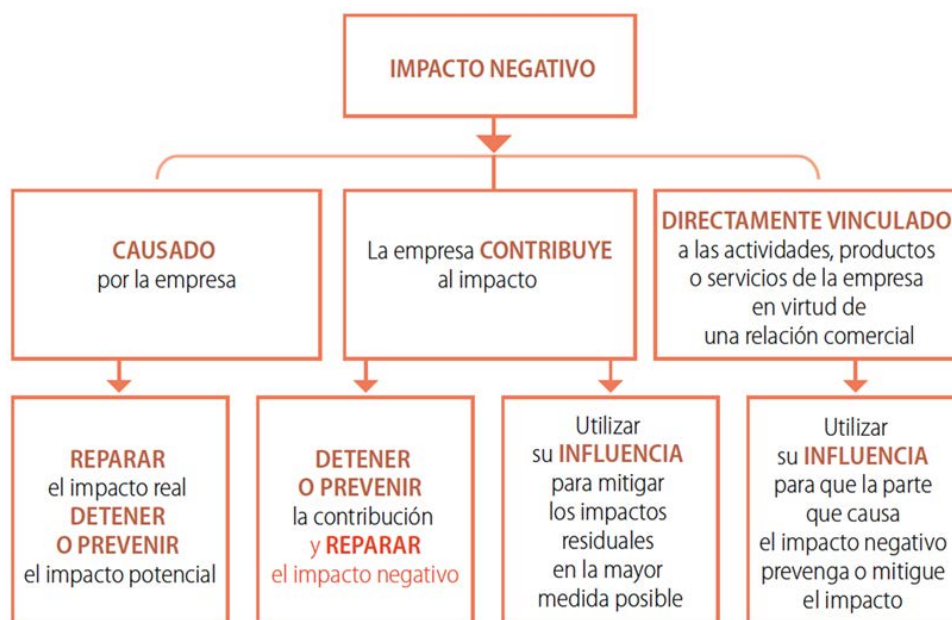 IMPACTO NEGATIVO
CAUSADO
por la empresa
La empresa CONTRIBUYE
al impacto
DIRECTAMENTE VINCULADO
a las actividades, productos
o servicios de la empresa
en virtud de
una relación comercial
REPARAR
el impacto real
DETENER
O PREVENIR
el impacto potencial
DETENER
O PREVENIR
la contribución
y REPARAR
el impacto negativo
Utilizar
su INFLUENCIA
para mitigar
los impactos
residuales
en la mayor
medida posible
Utilizar
su INFLUENCIA
para que la parte
que causa
el impacto negativo
prevenga o mitigue
el impacto